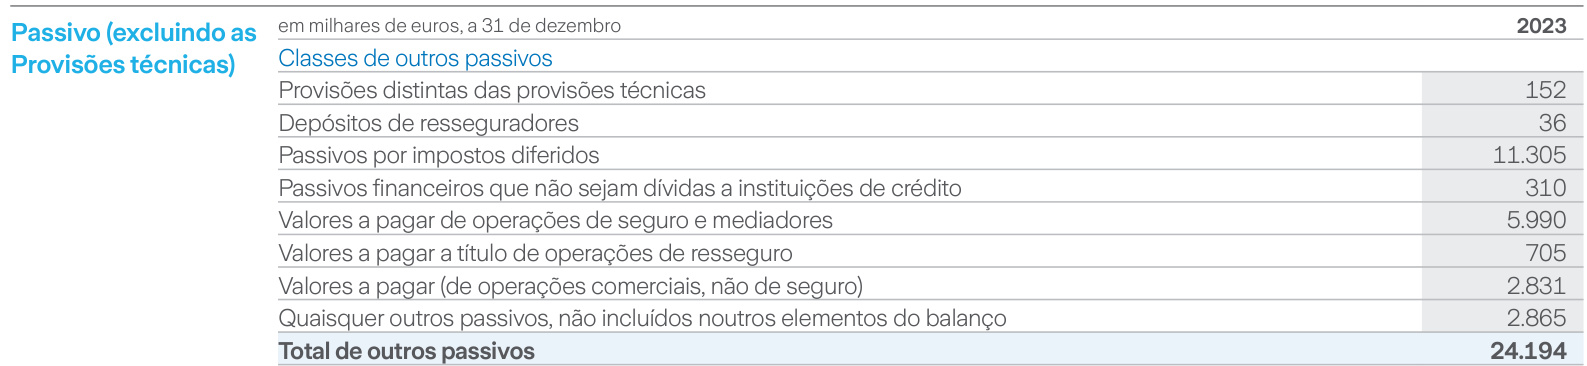 Passivo (excluindo as
Provisões técnicas)
em milhares de euros, a 31 de dezembro 2023
Classes de outros passivos
Provisões distintas das provisões técnicas 152
Depósitos de resseguradores 36
Passivos por impostos diferidos 11.305
Passivos financeiros que não sejam dívidas a instituições de crédito 310
Valores a pagar de operações de seguro e mediadores 5.990
Valores a pagar a título de operações de resseguro 705
Valores a pagar (de operações comerciais, não de seguro) 2.831
Quaisquer outros passivos, não incluídos noutros elementos do balanço 2.865
Total de outros passivos 24.194